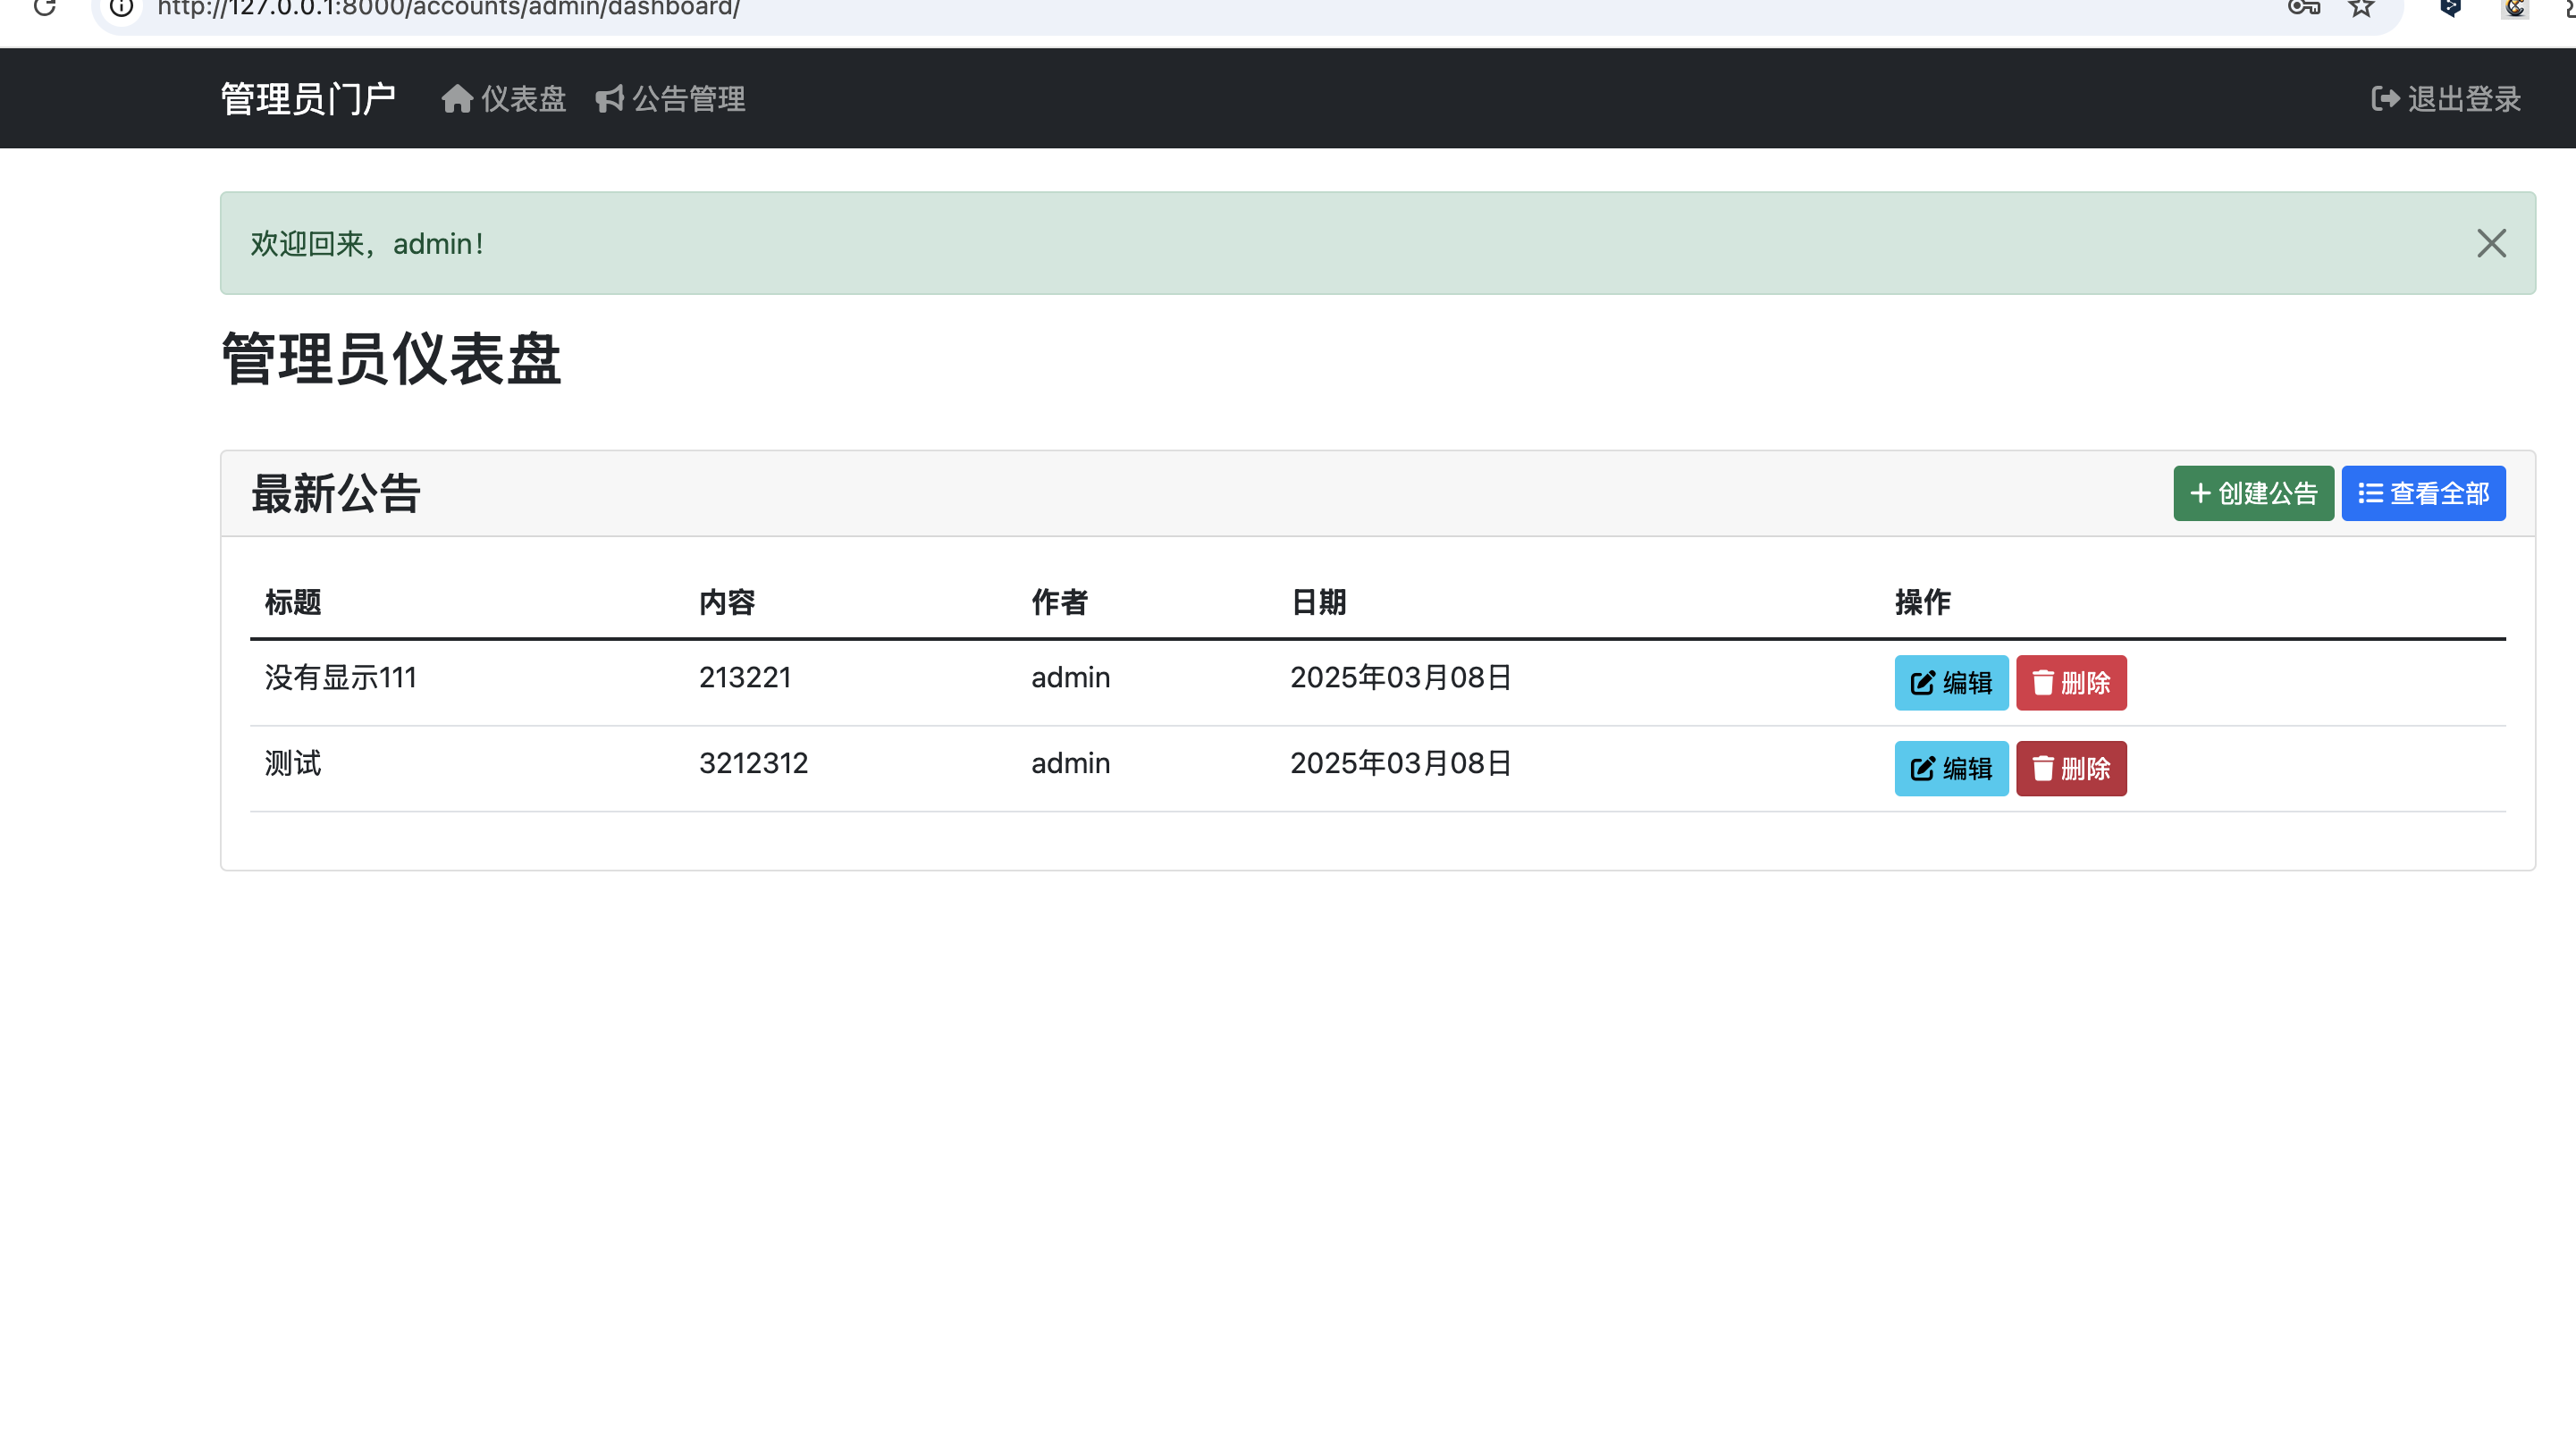 http://127.0.0.1:8000/accounts/admin/dashboard/
管理员门户 仪表盘 公告管理 退出登录
欢迎回来，admin！
管理员仪表盘
最新公告 创建公告 查看全部
标题 内容 作者 日期 操作
没有显示111 213221 admin 2025年03月08日 编辑 删除
测试 3212312 admin 2025年03月08日 编辑 删除